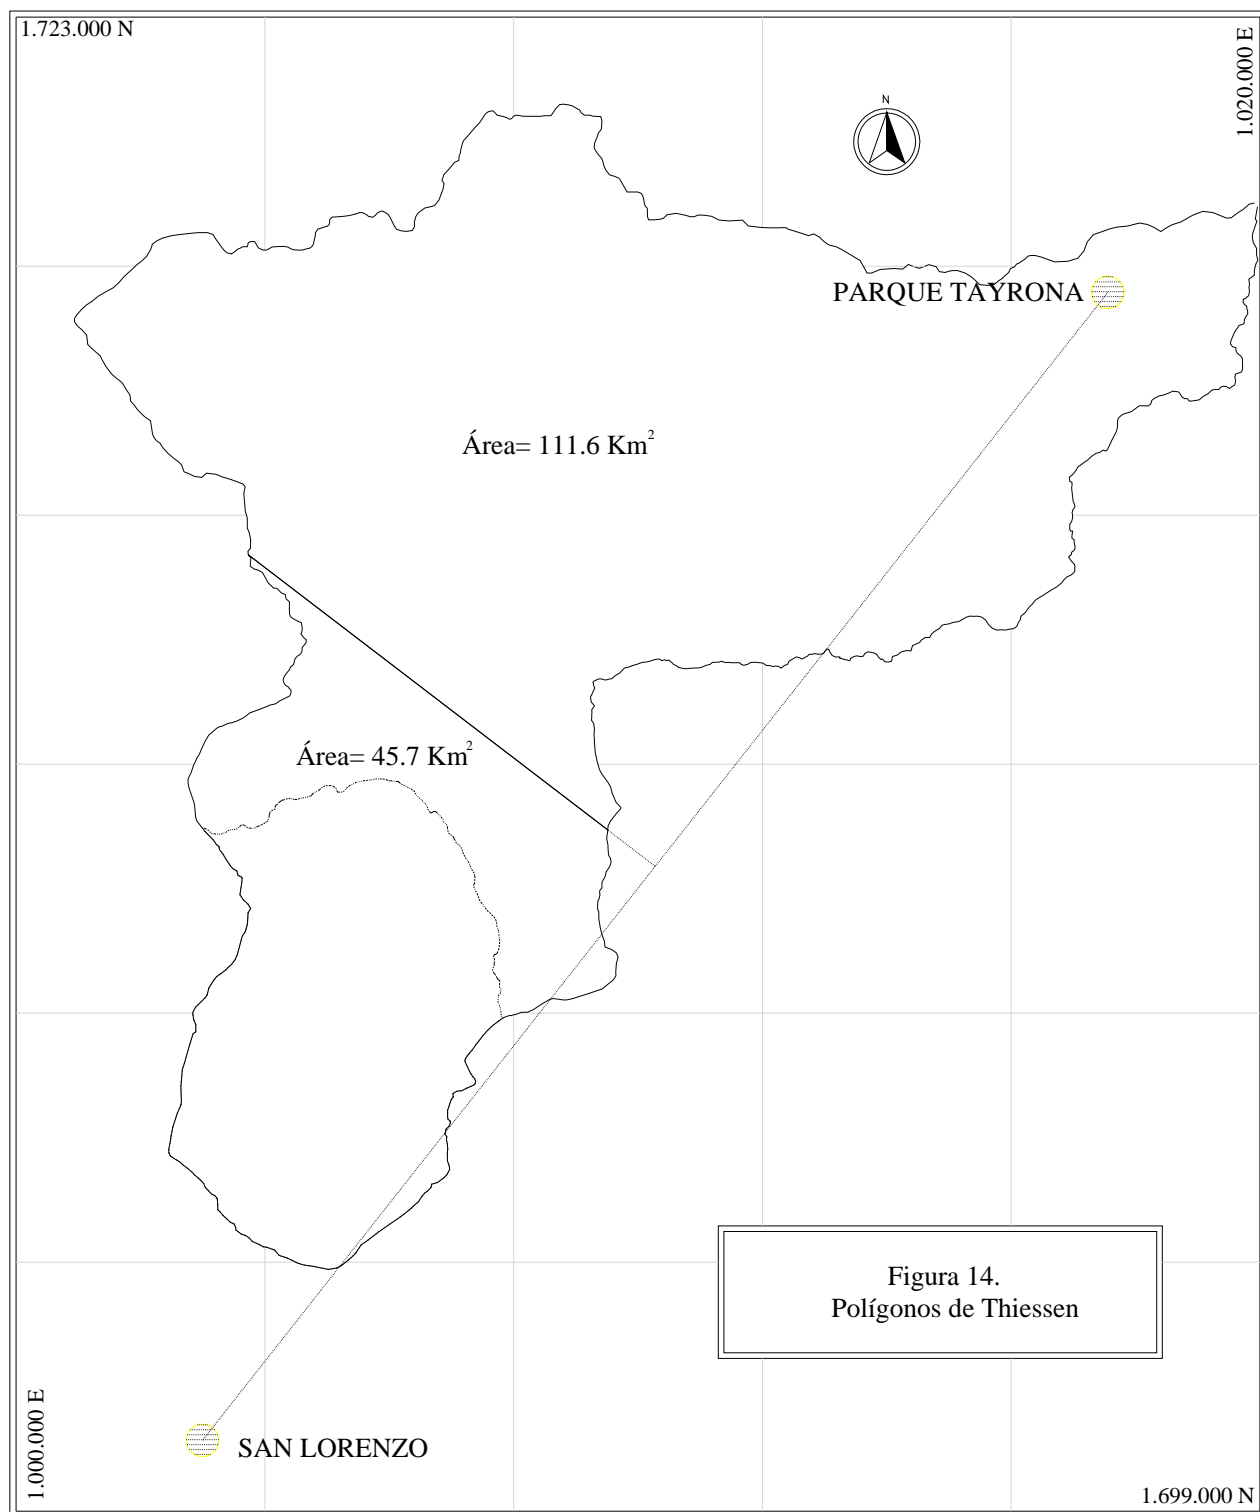 1.723.000 N
1.020.000 E
N
PARQUE TAYRONA
Área= 111.6 Km²
Área= 45.7 Km²
Figura 14.
Polígonos de Thiessen
1.000.000 E
SAN LORENZO
1.699.000 N